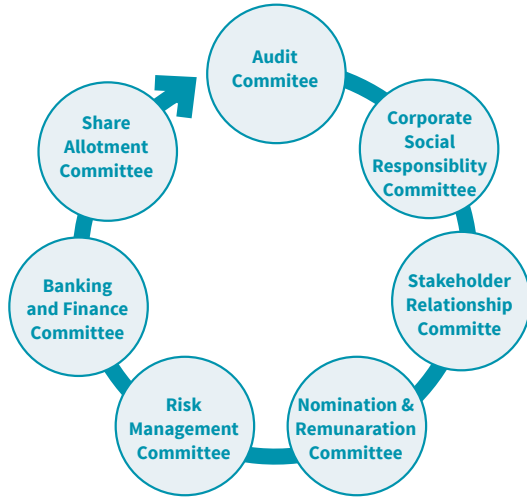 Audit
Commitee
Corporate
Social
Responsiblity
Committee
Stakeholder
Relationship
Committe
Nomination &
Remunaration
Committee
Risk
Management
Committee
Banking
and Finance
Committee
Share
Allotment
Committee